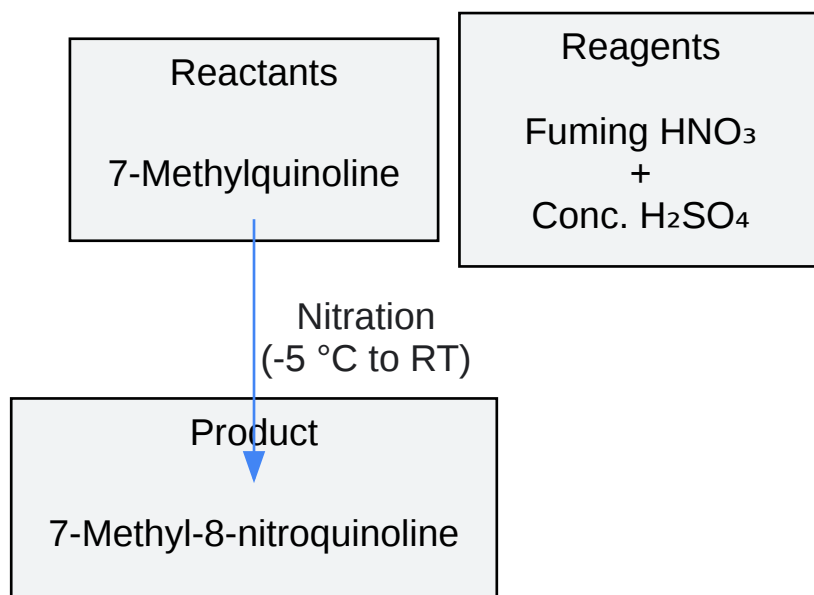 Reactants
7-Methylquinoline
Reagents
Fuming HNO₃
+
Conc. H₂SO₄
Nitration
(-5 °C to RT)
Product
7-Methyl-8-nitroquinoline